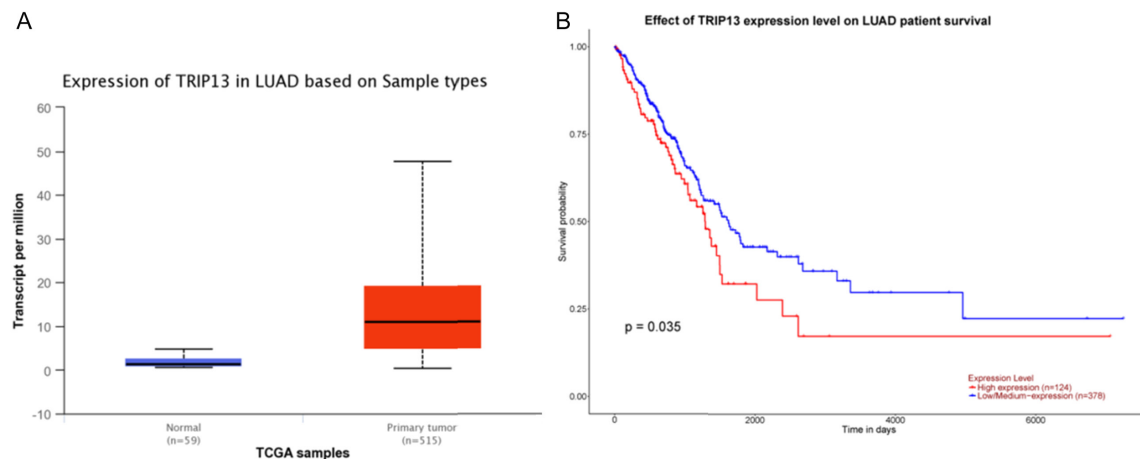 A
Expression of TRIP13 in LUAD based on Sample types
Transcript per million
60
50
40
30
20
10
0
-10
Normal
(n=59)
Primary tumor
(n=515)
TCGA samples
B
Effect of TRIP13 expression level on LUAD patient survival
Survival probability
1.00
0.75
0.50
0.25
0.00
p = 0.035
Expression Level
High expression (n=124)
Low/Medium-expression (n=378)
0
2000
4000
6000
Time in days